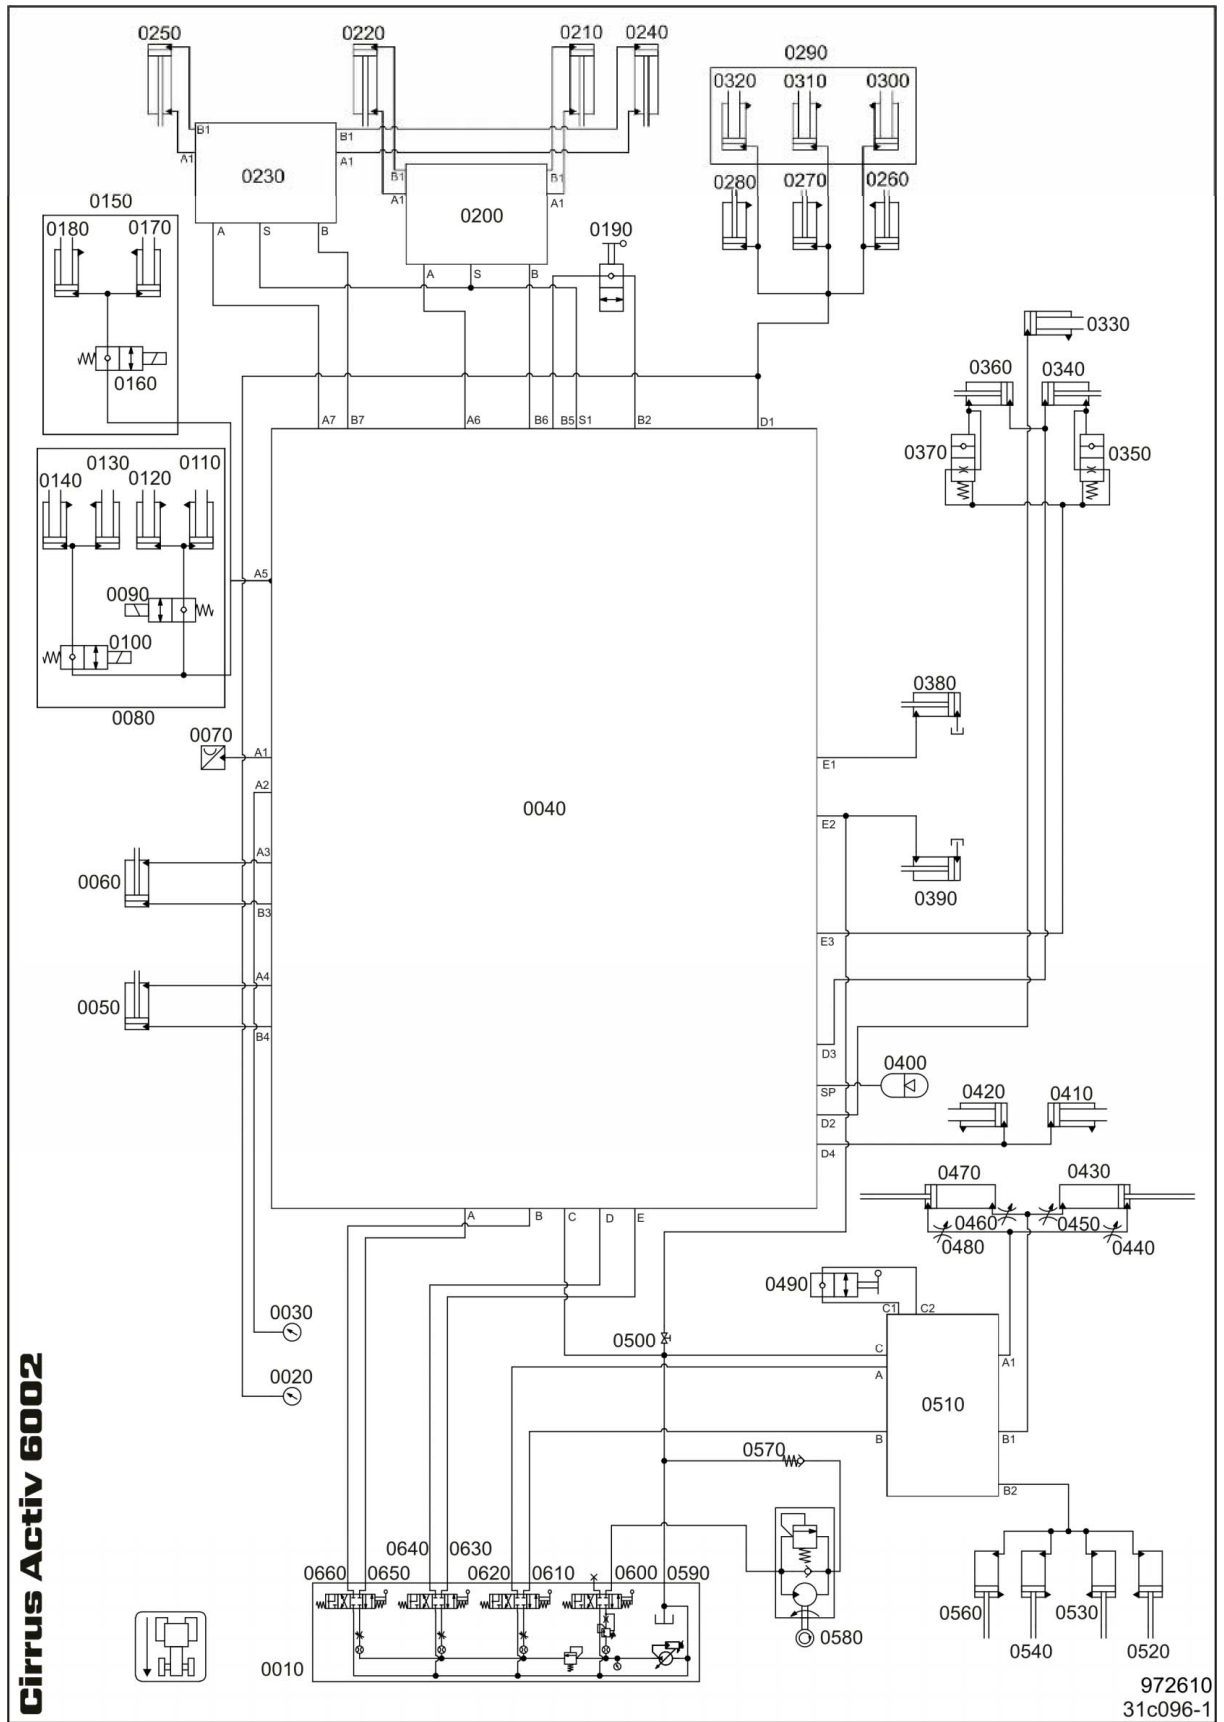 0250
0220
0210
0240
0290
0320
0310
0300
B1
B1
A1
A1
0230
B1
B1
A1
A1
0200
0280
0270
0260
0150
0180
0170
A
S
B
0190
A
S
B
0160
0330
0360
0340
0370
0350
A7
B7
A6
B6
B5
S1
B2
D1
0140
0130
0120
0110
A5
0090
0100
0080
0070
A1
A2
0380
E1
0040
E2
0060
A3
B3
0390
E3
A4
0050
B4
D3
0400
SP
D2
0420
0410
D4
0470
0430
0460
0450
0480
0440
A
B
C
D
E
0490
C1
C2
0030
0500
C
A
A1
0510
0020
B
B1
0570
B2
0640
0630
0660
0650
0620
0610
0600
0590
0580
0560
0540
0530
0520
0010
Cirrus Activ 6002
972610
31c096-1